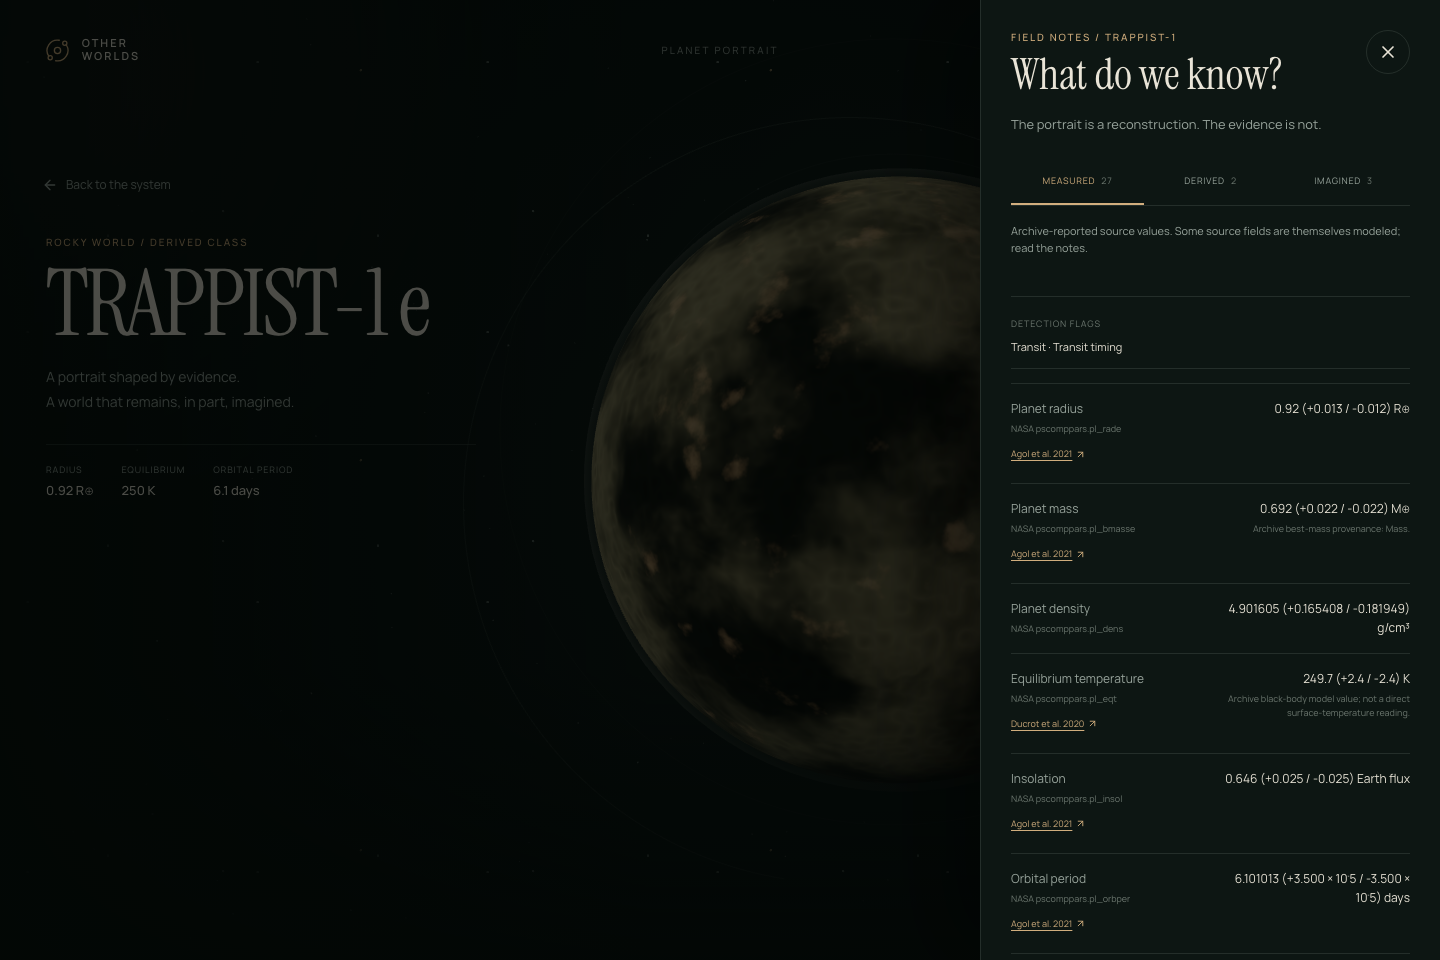 OTHER
WORLDS
PLANET PORTRAIT
Back to the system
ROCKY WORLD / DERIVED CLASS
TRAPPIST-1 e
A portrait shaped by evidence.
A world that remains, in part, imagined.
RADIUS EQUILIBRIUM ORBITAL PERIOD
0.92 R⊕ 250 K 6.1 days
FIELD NOTES / TRAPPIST-1
What do we know?
The portrait is a reconstruction. The evidence is not.
MEASURED 27 DERIVED 2 IMAGINED 3
Archive-reported source values. Some source fields are themselves modeled;
read the notes.
DETECTION FLAGS
Transit · Transit timing
Planet radius 0.92 (+0.013 / -0.012) R⊕
NASA pscomppars.pl_rade
Agol et al. 2021
Planet mass 0.692 (+0.022 / -0.022) M⊕
NASA pscomppars.pl_bmasse Archive best-mass provenance: Mass.
Agol et al. 2021
Planet density 4.901605 (+0.165408 / -0.181949)
NASA pscomppars.pl_dens g/cm³
Equilibrium temperature 249.7 (+2.4 / -2.4) K
NASA pscomppars.pl_eqt Archive black-body model value; not a direct
surface-temperature reading.
Ducrot et al. 2020
Insolation 0.646 (+0.025 / -0.025) Earth flux
NASA pscomppars.pl_insol
Agol et al. 2021
Orbital period 6.101013 (+3.500 × 10⁻5 / -3.500 ×
NASA pscomppars.pl_orbper 10⁻5) days
Agol et al. 2021